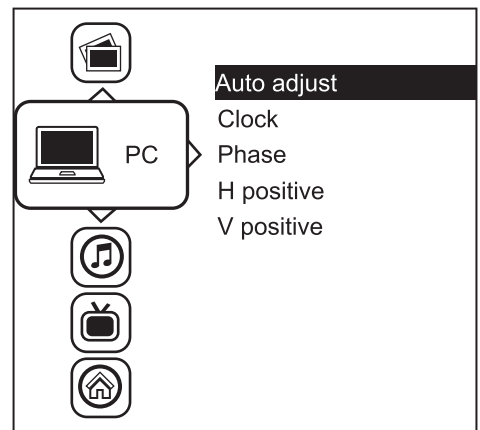 PC
Auto adjust
Clock
Phase
H positive
V positive